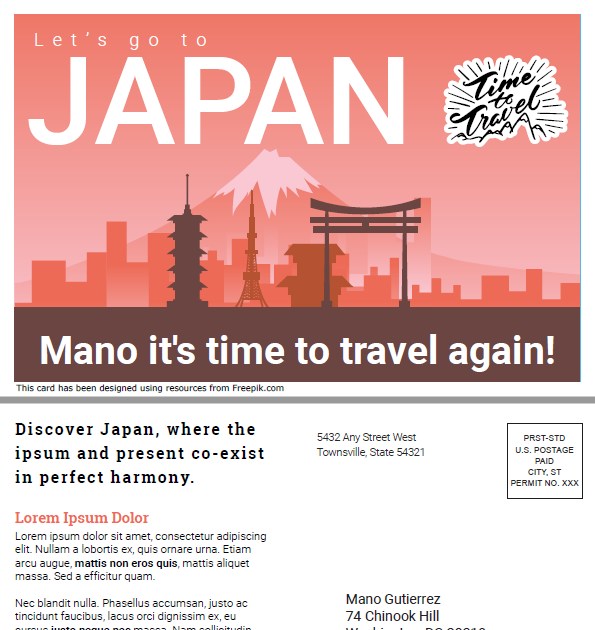 Let's go to
JAPAN
Time
to
Travel
Mano it's time to travel again!
This card has been designed using resources from Freepik.com
Discover Japan, where the
ipsum and present co-exist
in perfect harmony.
5432 Any Street West
Townsville, State 54321
PRST-STD
U.S. POSTAGE
PAID
CITY, ST
PERMIT NO. XXX
Lorem Ipsum Dolor
Lorem ipsum dolor sit amet, consectetur adipiscing
elit. Nullam a lobortis ex, quis ornare urna. Etiam
arcu augue, mattis non eros quis, mattis aliquet
massa. Sed a efficitur quam.
Nec blandit nulla. Phasellus accumsan, justo ac
tincidunt faucibus, lacus orci dignissim ex, eu
Mano Gutierrez
74 Chinook Hill